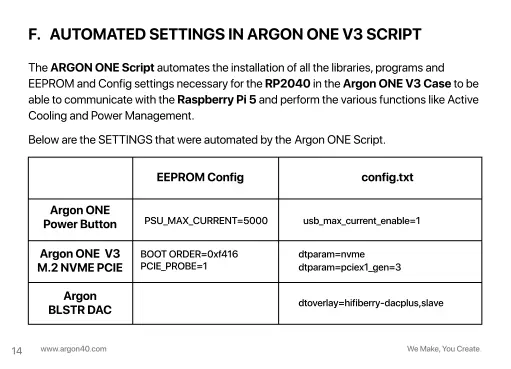 F. AUTOMATED SETTINGS IN ARGON ONE V3 SCRIPT
The ARGON ONE Script automates the installation of all the libraries, programs and
EEPROM and Config settings necessary for the RP2040 in the Argon ONE V3 Case to be
able to communicate with the Raspberry Pi 5 and perform the various functions like Active
Cooling and Power Management.
Below are the SETTINGS that were automated by the Argon ONE Script.
EEPROM Config
config.txt
Argon ONE
Power Button
PSU_MAX_CURRENT=5000
usb_max_current_enable=1
Argon ONE V3
M.2 NVME PCIE
BOOT ORDER=0xf416
PCIE_PROBE=1
dtparam=nvme
dtparam=pciex1_gen=3
Argon
BLSTR DAC
dtoverlay=hifiberry-dacplus,slave
14
www.argon40.com
We Make, You Create.